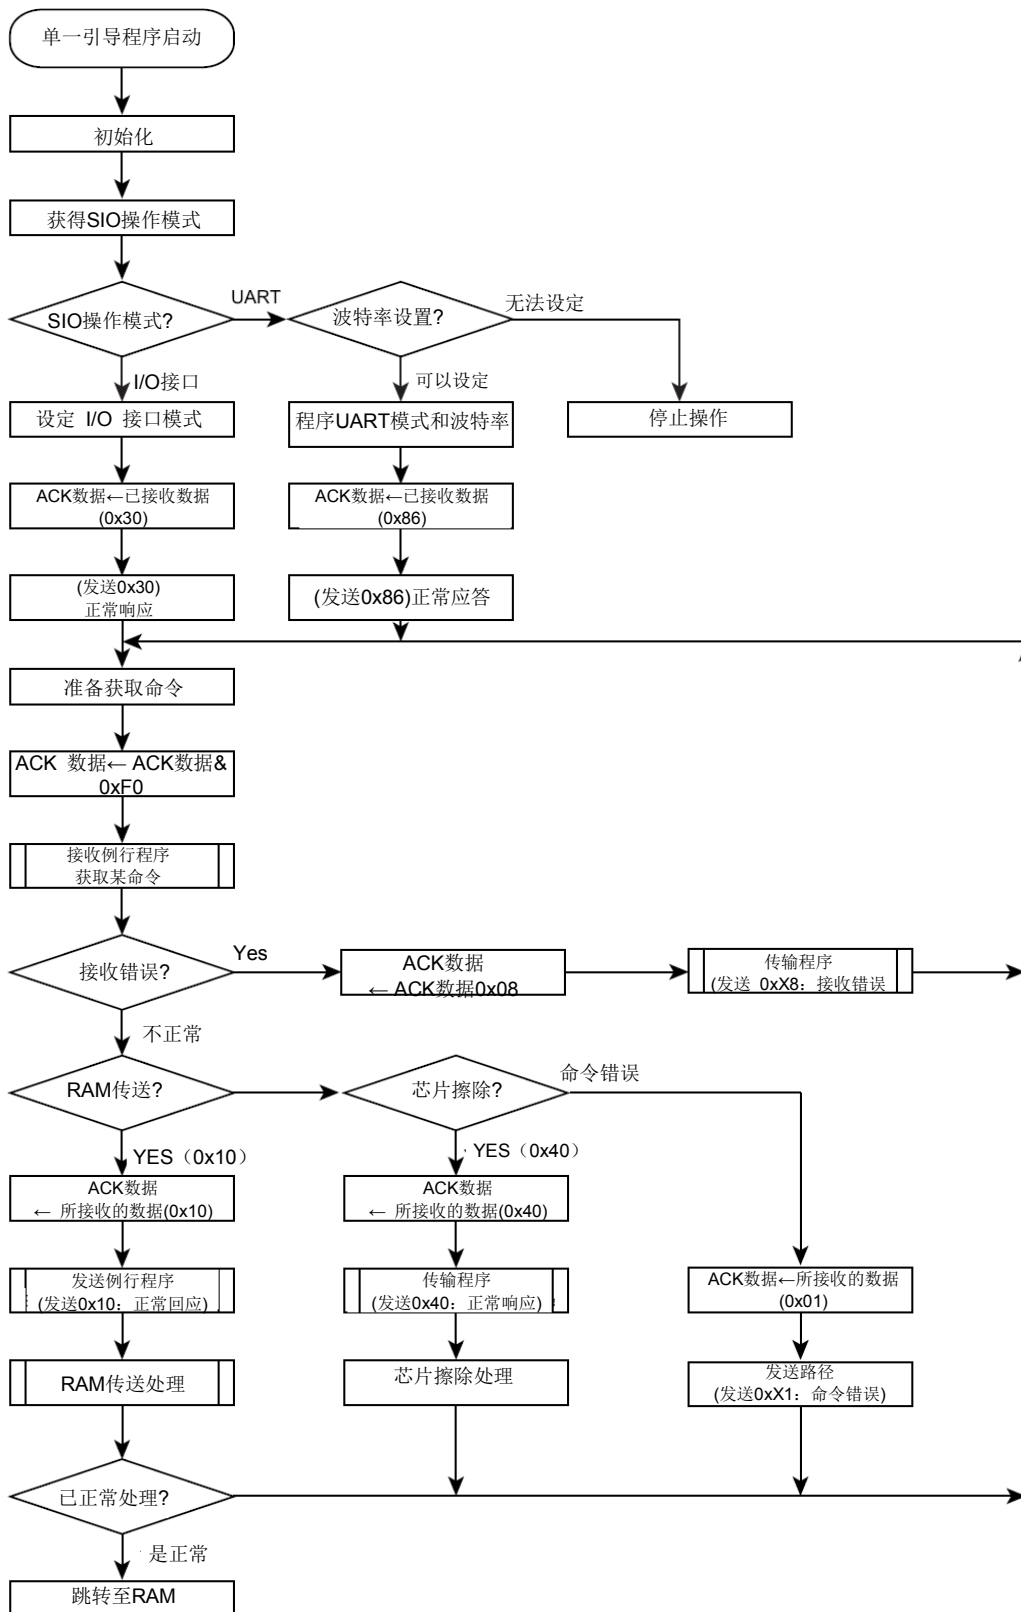 单一引导程序启动
初始化
获得SIO操作模式
SIO操作模式?
UART
波特率设置?
无法设定
I/O接口
可以设定
设定 I/O 接口模式
程序UART模式和波特率
停止操作
ACK数据←已接收数据
(0x30)
ACK数据←已接收数据
(0x86)
(发送0x30)
正常响应
(发送0x86)正常应答
准备获取命令
ACK 数据← ACK数据&
0xF0
接收例行程序
获取某命令
接收错误?
Yes
ACK数据
← ACK数据0x08
传输程序
(发送 0xX8：接收错误
不正常
RAM传送?
芯片擦除?
命令错误
YES（0x10）
YES（0x40）
ACK数据
← 所接收的数据(0x10)
ACK数据
← 所接收的数据(0x40)
发送例行程序
(发送0x10：正常回应)
传输程序
(发送0x40：正常响应)
ACK数据←所接收的数据
(0x01)
RAM传送处理
芯片擦除处理
发送路径
(发送0xX1：命令错误)
已正常处理?
是正常
跳转至RAM